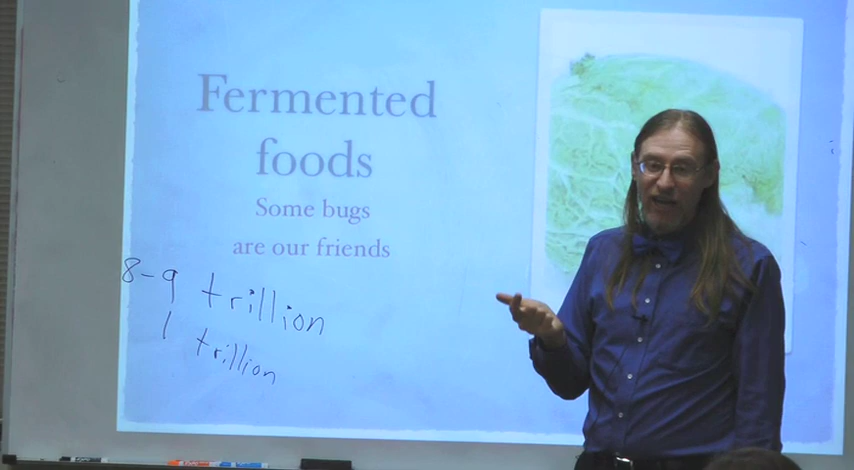 Fermented
foods
Some bugs
are our friends
8-9 trillion
1 trillion